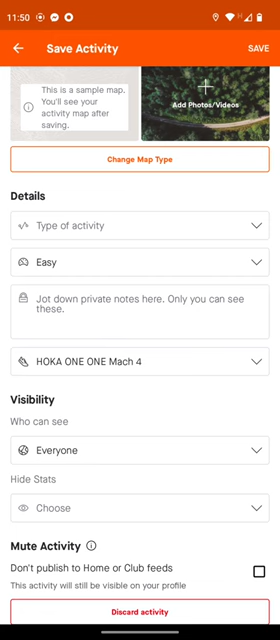 11:50
H
Save Activity
SAVE
This is a sample map.
You'll see your
activity map after
saving.
Add Photos/Videos
Change Map Type
Details
Type of activity
Easy
Jot down private notes here. Only you can see
these.
HOKA ONE ONE Mach 4
Visibility
Who can see
Everyone
Hide Stats
Choose
Mute Activity
Don't publish to Home or Club feeds
This activity will still be visible on your profile
Discard activity